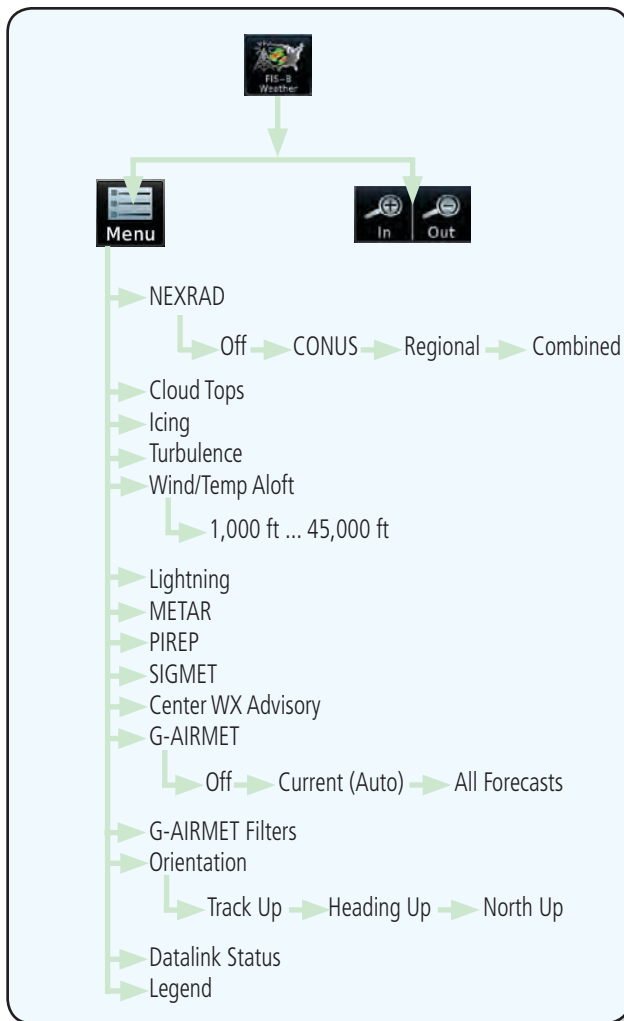 FIS-B
Weather
Menu
In Out
NEXRAD
Off CONUS Regional Combined
Cloud Tops
Icing
Turbulence
Wind/Temp Aloft
1,000 ft ... 45,000 ft
Lightning
METAR
PIREP
SIGMET
Center WX Advisory
G-AIRMET
Off Current (Auto) All Forecasts
G-AIRMET Filters
Orientation
Track Up Heading Up North Up
Datalink Status
Legend